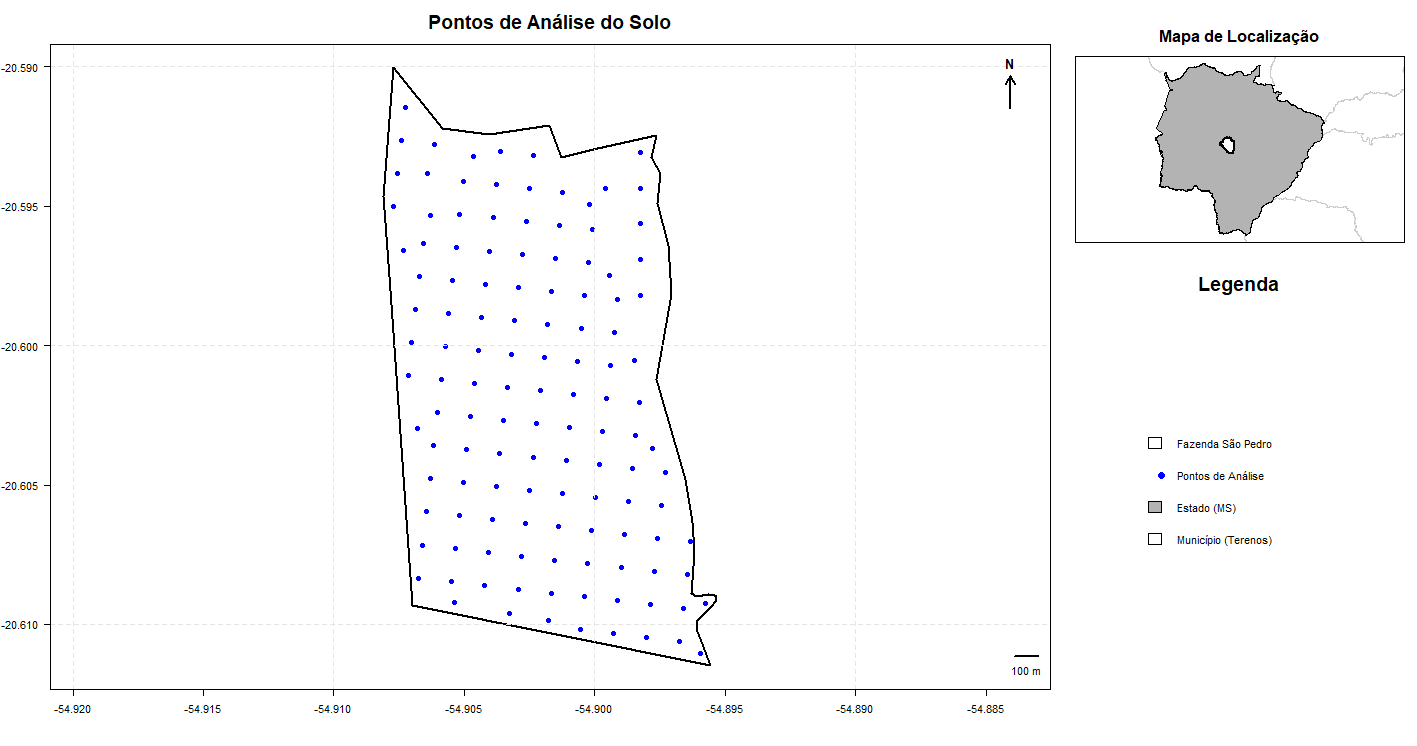 Pontos de Análise do Solo
N
-20.590
-20.595
-20.600
-20.605
-20.610
100 m
-54.920
-54.915
-54.910
-54.905
-54.900
-54.895
-54.890
-54.885
Mapa de Localização
Legenda
Fazenda São Pedro
Pontos de Análise
Estado (MS)
Município (Terenos)